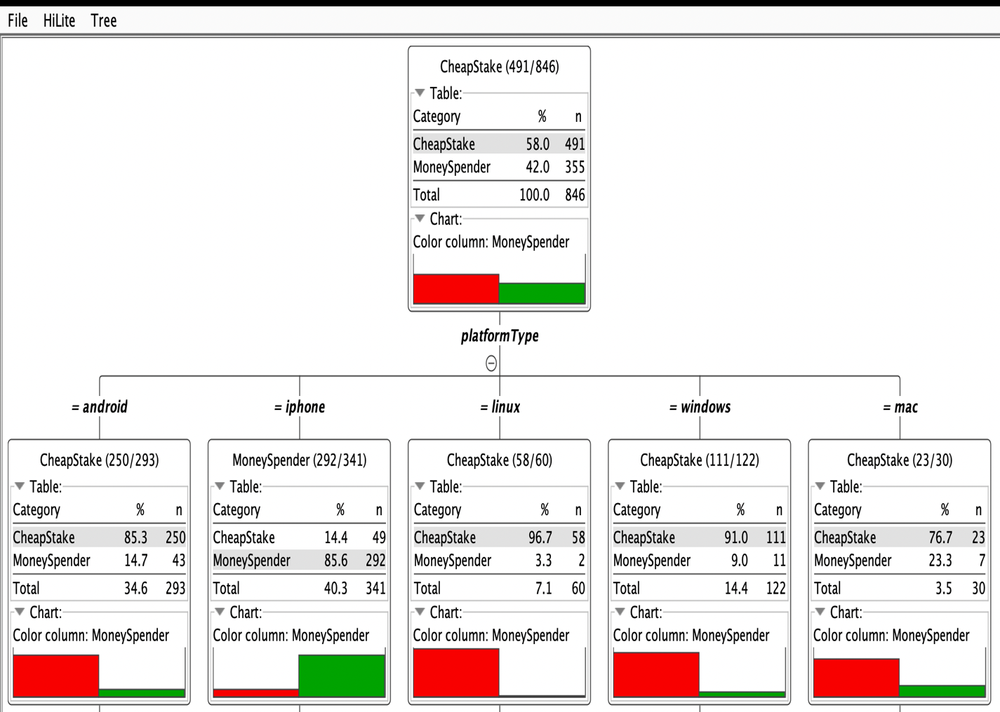 File HiLite Tree
CheapStake (491/846)
Table:
Category % n
CheapStake 58.0 491
MoneySpender 42.0 355
Total 100.0 846
Chart:
Color column: MoneySpender
platformType
= android
= iphone
= linux
= windows
= mac
CheapStake (250/293)
Table:
Category % n
CheapStake 85.3 250
MoneySpender 14.7 43
Total 34.6 293
Chart:
Color column: MoneySpender
MoneySpender (292/341)
Table:
Category % n
CheapStake 14.4 49
MoneySpender 85.6 292
Total 40.3 341
Chart:
Color column: MoneySpender
CheapStake (58/60)
Table:
Category % n
CheapStake 96.7 58
MoneySpender 3.3 2
Total 7.1 60
Chart:
Color column: MoneySpender
CheapStake (111/122)
Table:
Category % n
CheapStake 91.0 111
MoneySpender 9.0 11
Total 14.4 122
Chart:
Color column: MoneySpender
CheapStake (23/30)
Table:
Category % n
CheapStake 76.7 23
MoneySpender 23.3 7
Total 3.5 30
Chart:
Color column: MoneySpender